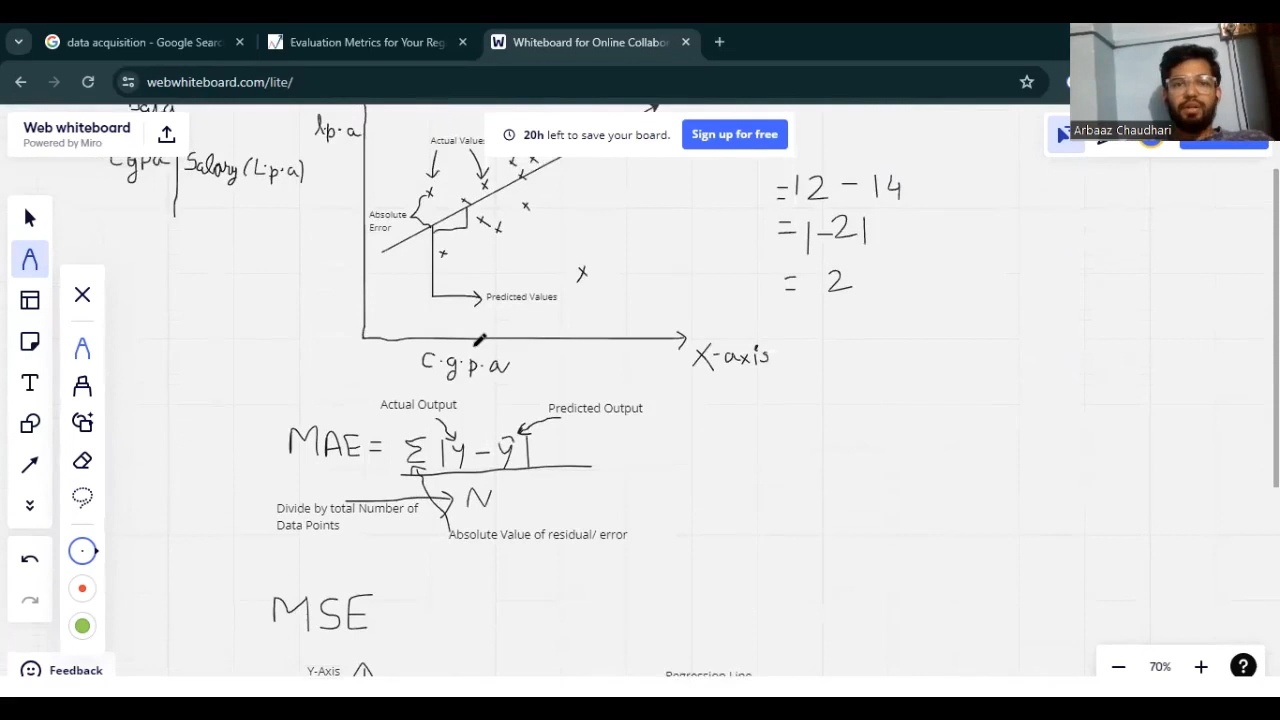 data acquisition - Google Searc
Evaluation Metrics for Your Reg
Whiteboard for Online Collabor
webwhiteboard.com/lite/
Arbaaz Chaudhari
Web whiteboard
Powered by Miro
20h left to save your board.
Sign up for free
l.p.a
Cgpa
Salary (L.p.a)
Actual Values
Absolute
Error
Predicted Values
=12 - 14
= |-2|
= 2
C.g.p.a
X-axis
Actual Output
Predicted Output
MAE = Σ |y - ŷ|
N
Divide by total Number of
Data Points
Absolute Value of residual/ error
MSE
Y-Axis
Regression Line
Feedback
70%